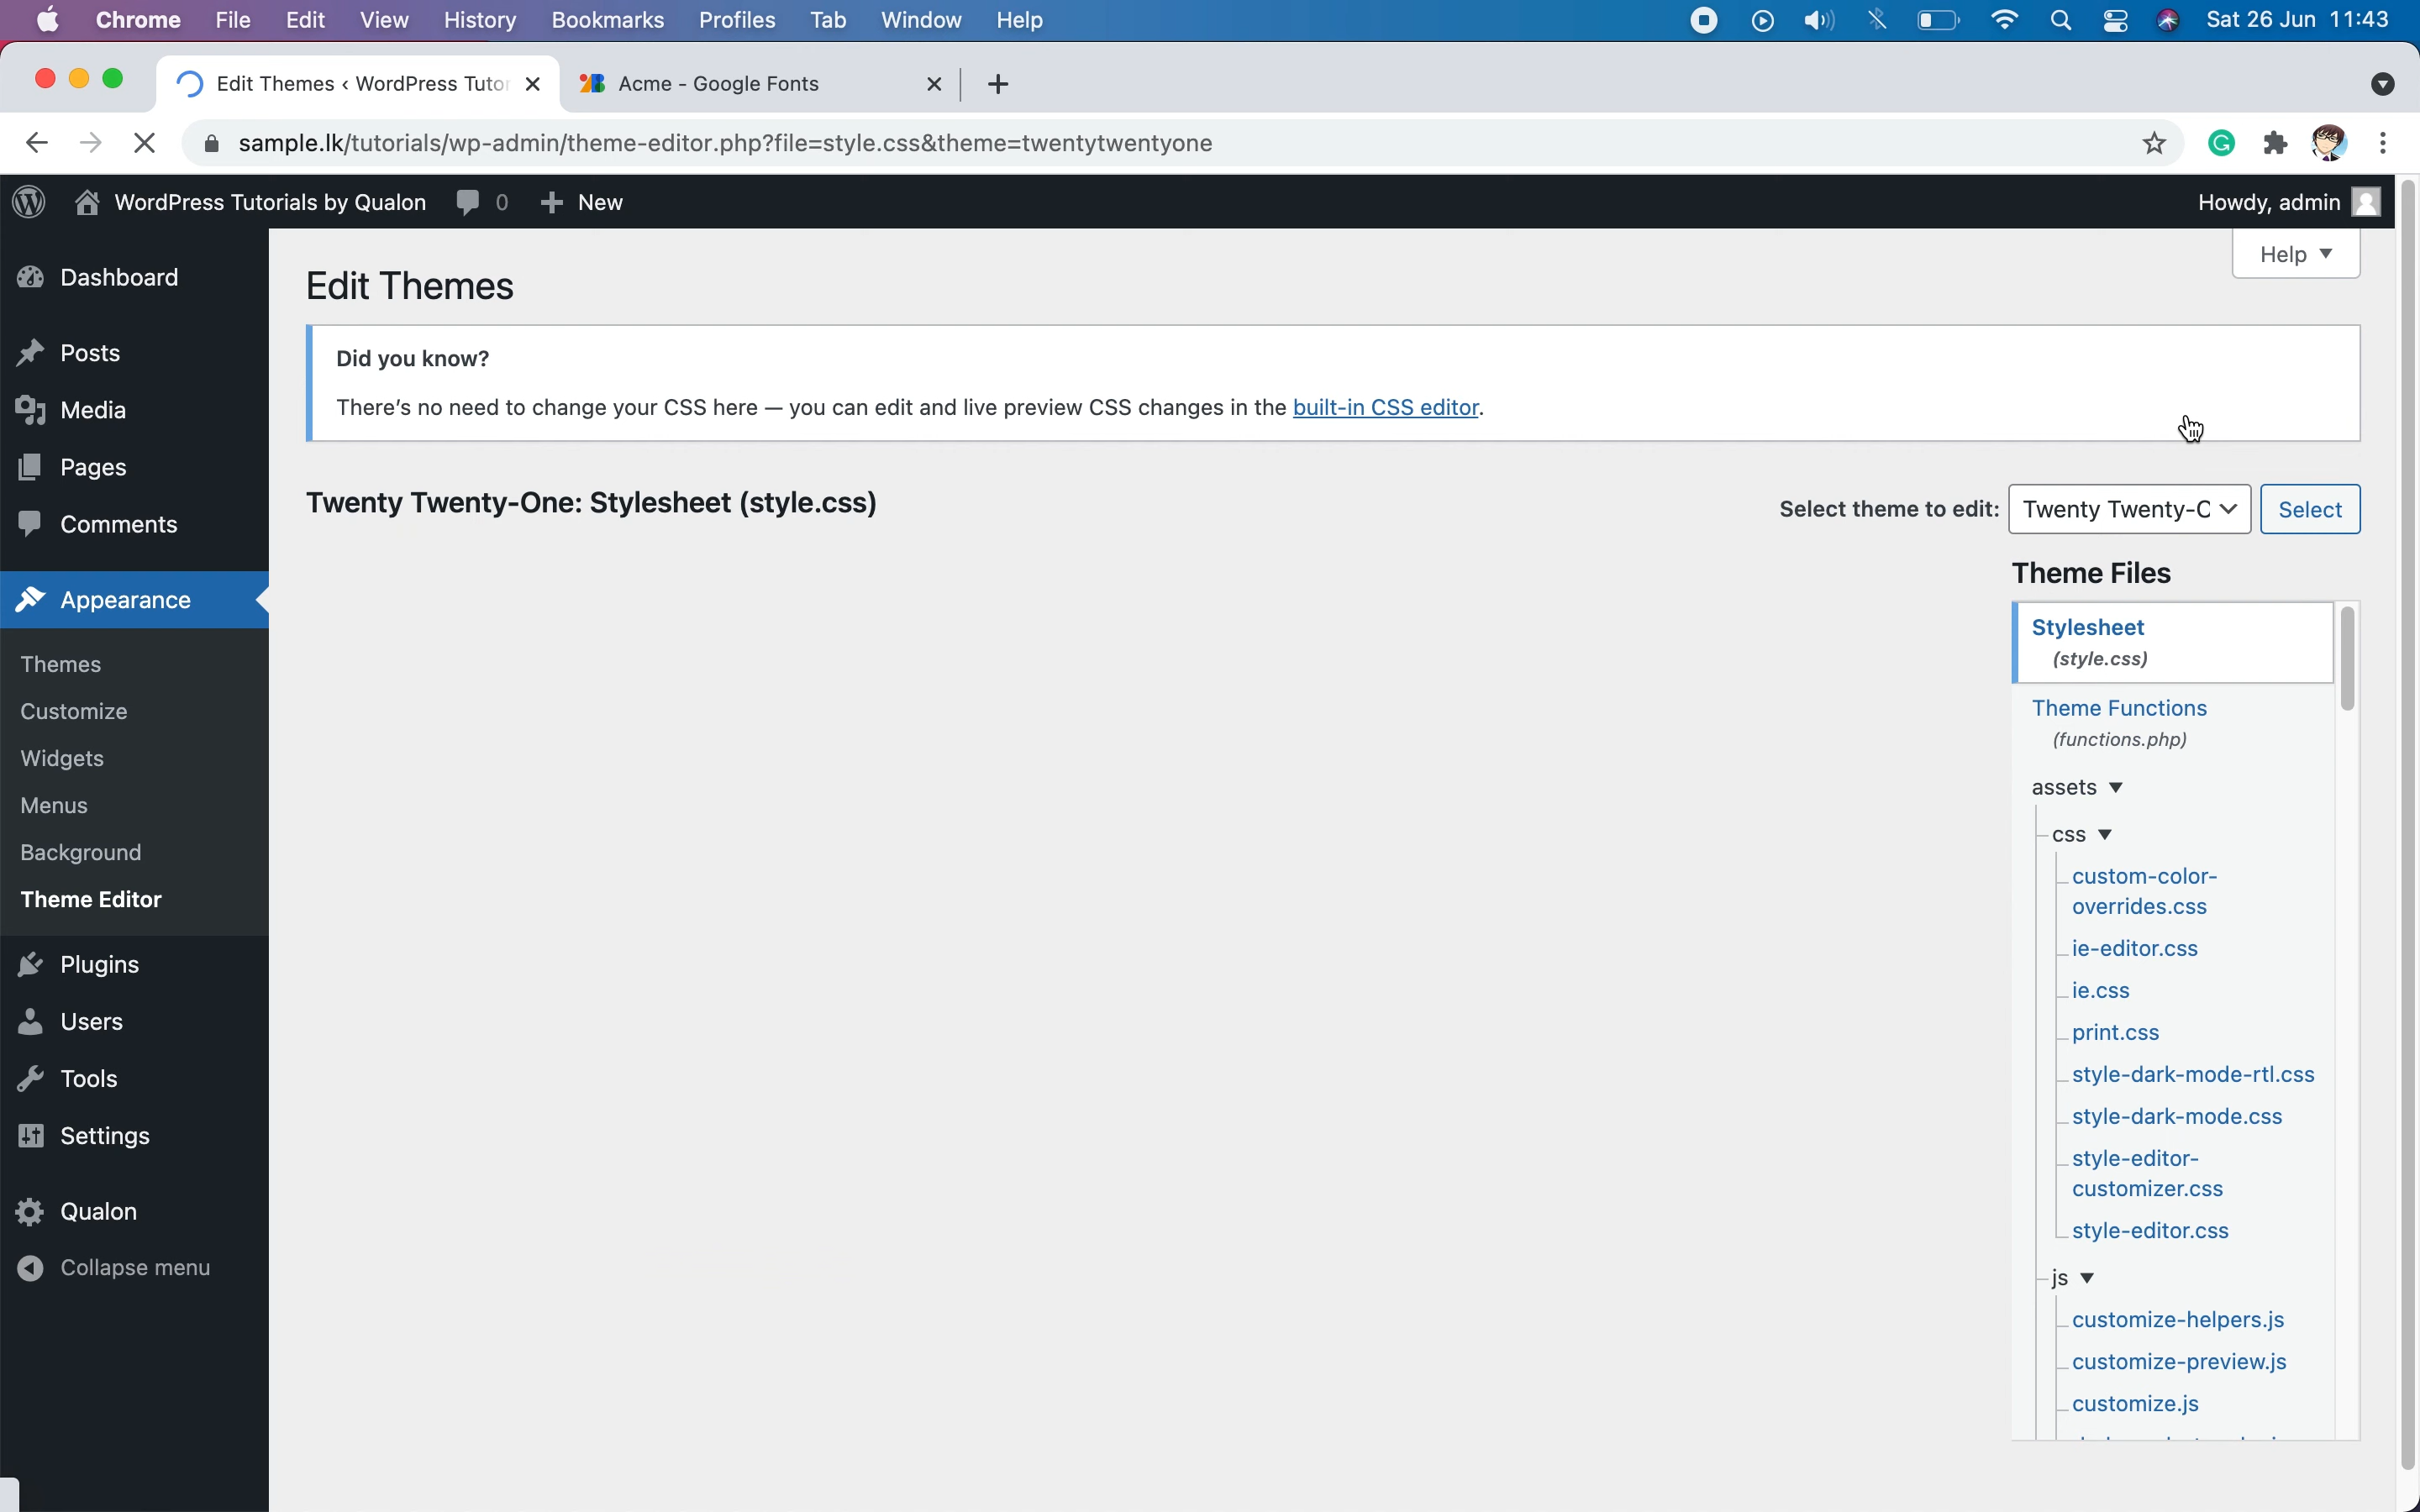 Chrome File Edit View History Bookmarks Profiles Tab Window Help Sat 26 Jun 11:43
Edit Themes ‹ WordPress Tutor Acme - Google Fonts
sample.lk/tutorials/wp-admin/theme-editor.php?file=style.css&theme=twentytwentyone
WordPress Tutorials by Qualon 0 New Howdy, admin
Help
Dashboard
Posts
Media
Pages
Comments
Appearance
Themes
Customize
Widgets
Menus
Background
Theme Editor
Plugins
Users
Tools
Settings
Qualon
Collapse menu
Edit Themes
Did you know?
There's no need to change your CSS here — you can edit and live preview CSS changes in the built-in CSS editor.
Twenty Twenty-One: Stylesheet (style.css)
Select theme to edit: Twenty Twenty-O Select
Theme Files
Stylesheet
(style.css)
Theme Functions
(functions.php)
assets
css
custom-color-
overrides.css
ie-editor.css
ie.css
print.css
style-dark-mode-rtl.css
style-dark-mode.css
style-editor-
customizer.css
style-editor.css
js
customize-helpers.js
customize-preview.js
customize.js